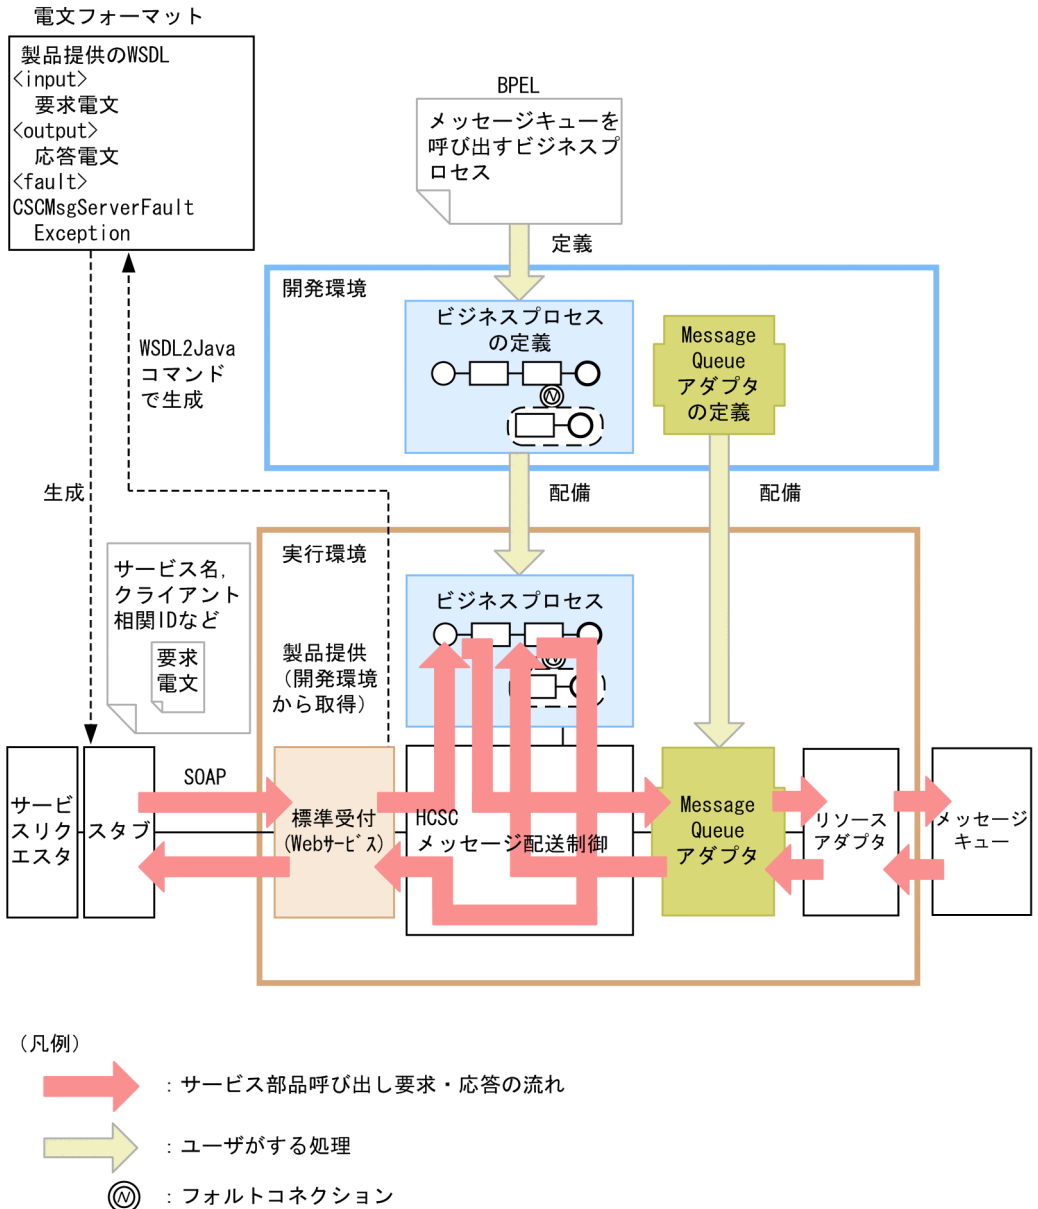 電文フォーマット
製品提供のWSDL
<input>
要求電文
<output>
応答電文
<fault>
CSCMsgServerFault
Exception
BPEL
メッセージキューを
呼び出すビジネスプ
ロセス
定義
開発環境
ビジネスプロセス
の定義
Message
Queue
アダプタ
の定義
WSDL2Java
コマンド
で生成
生成
配備
配備
実行環境
サービス名,
クライアント
相関IDなど
要求
電文
ビジネスプロセス
製品提供
(開発環境
から取得)
SOAP
サービ
スリク
エスタ
スタブ
標準受付
(Webサービス)
HCSC
メッセージ配送制御
Message
Queue
アダプタ
リソース
アダプタ
メッセージ
キュー
(凡例)
：サービス部品呼び出し要求・応答の流れ
：ユーザがする処理
：フォルトコネクション